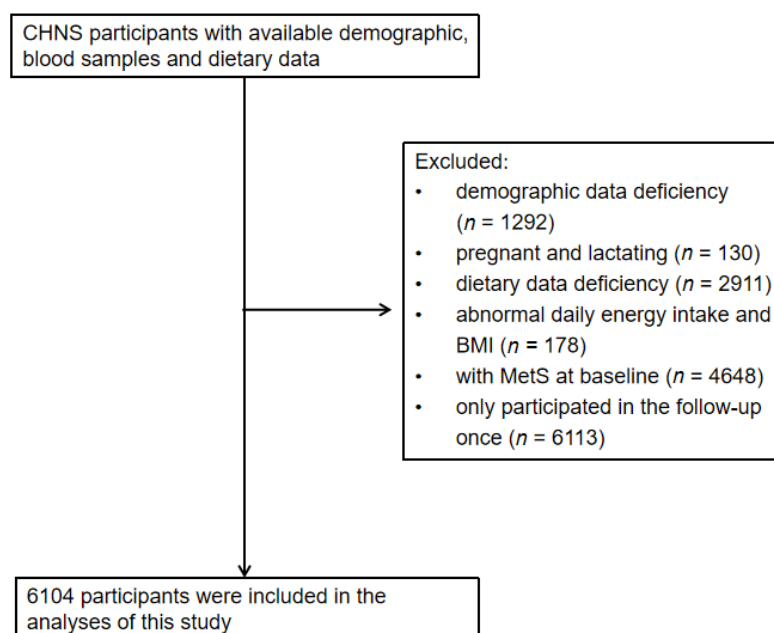 CHNS participants with available demographic,
blood samples and dietary data
Excluded:
• demographic data deficiency
(n = 1292)
• pregnant and lactating (n = 130)
• dietary data deficiency (n = 2911)
• abnormal daily energy intake and
BMI (n = 178)
• with MetS at baseline (n = 4648)
• only participated in the follow-up
once (n = 6113)
6104 participants were included in the
analyses of this study